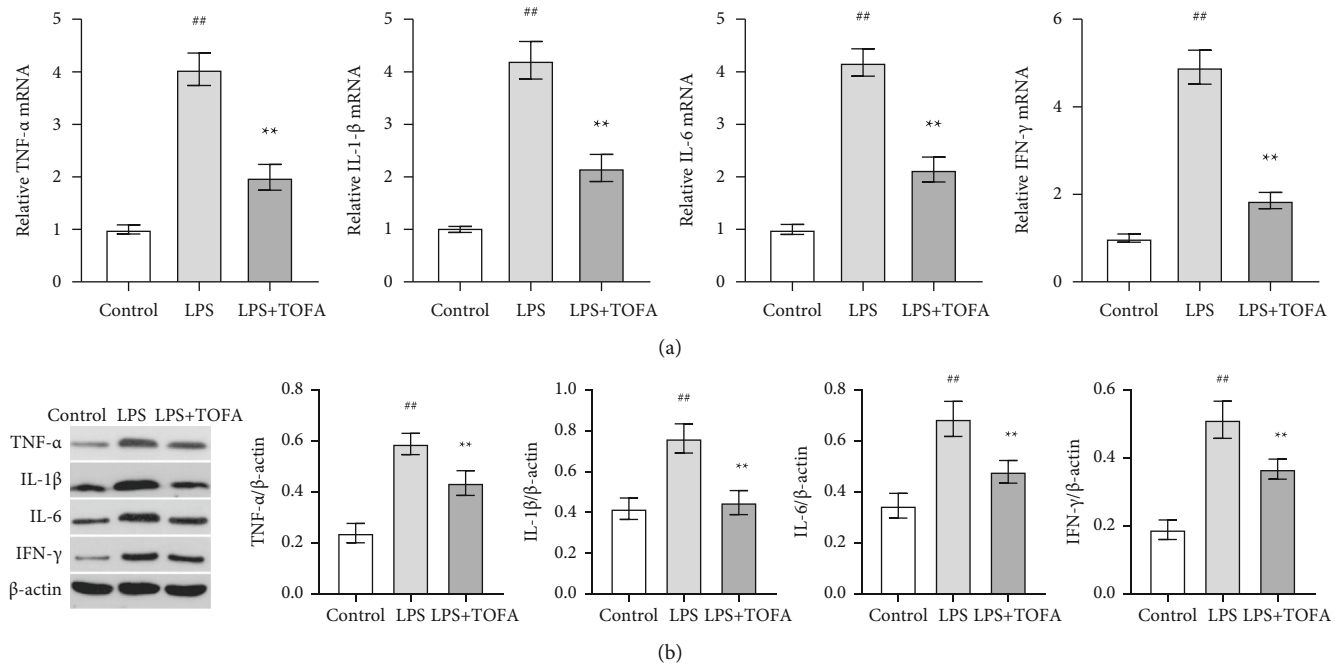 Relative TNF-α mRNA
5
4
3
2
1
0
##
**
Control LPS LPS+TOFA
Relative IL-1-β mRNA
5
4
3
2
1
0
##
**
Control LPS LPS+TOFA
Relative IL-6 mRNA
5
4
3
2
1
0
##
**
Control LPS LPS+TOFA
Relative IFN-γ mRNA
6
4
2
0
##
**
Control LPS LPS+TOFA
(a)
Control LPS LPS+TOFA
TNF-α
IL-1β
IL-6
IFN-γ
β-actin
TNF-α/β-actin
0.8
0.6
0.4
0.2
0.0
##
**
Control LPS LPS+TOFA
IL-1β/β-actin
1.0
0.8
0.6
0.4
0.2
0.0
##
**
Control LPS LPS+TOFA
IL-6/β-actin
0.8
0.6
0.4
0.2
0.0
##
**
Control LPS LPS+TOFA
IFN-γ/β-actin
0.6
0.4
0.2
0.0
##
**
Control LPS LPS+TOFA
(b)